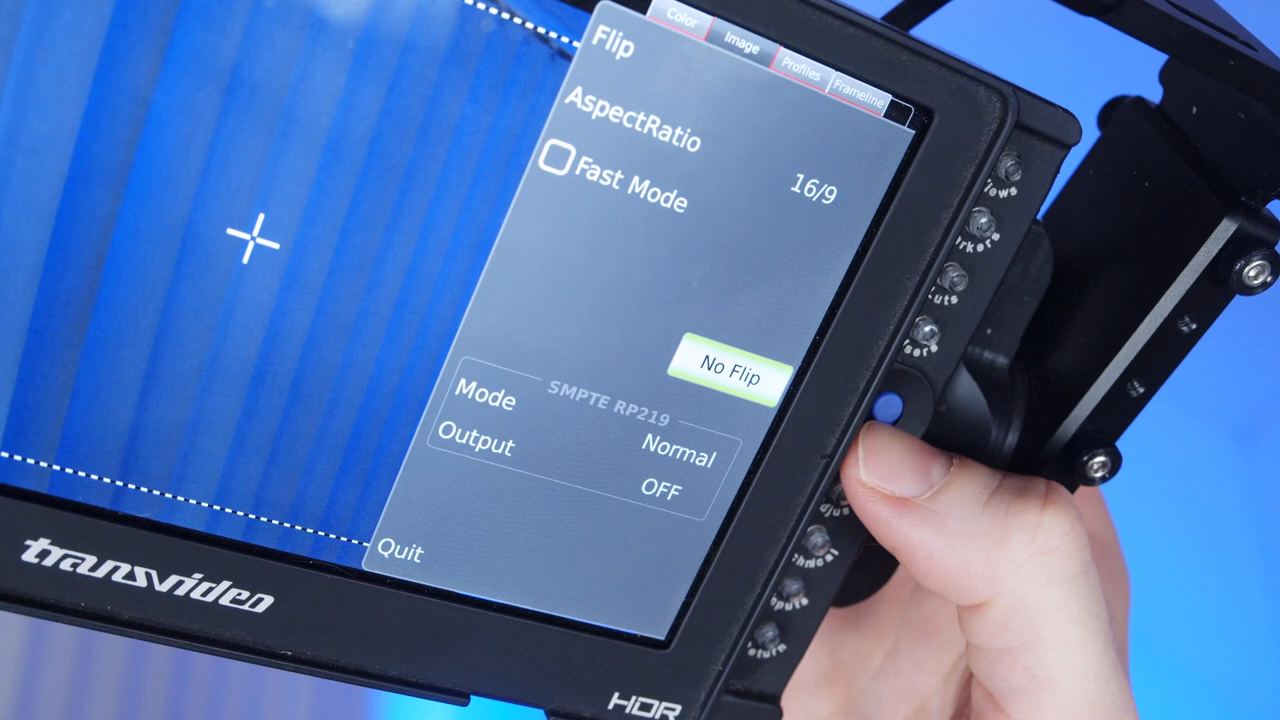 Color
Image
Profiles
Frameline
Flip
AspectRatio
16/9
Fast Mode
No Flip
SMPTE RP219
Mode
Normal
Output
OFF
Quit
transvideo
HDR